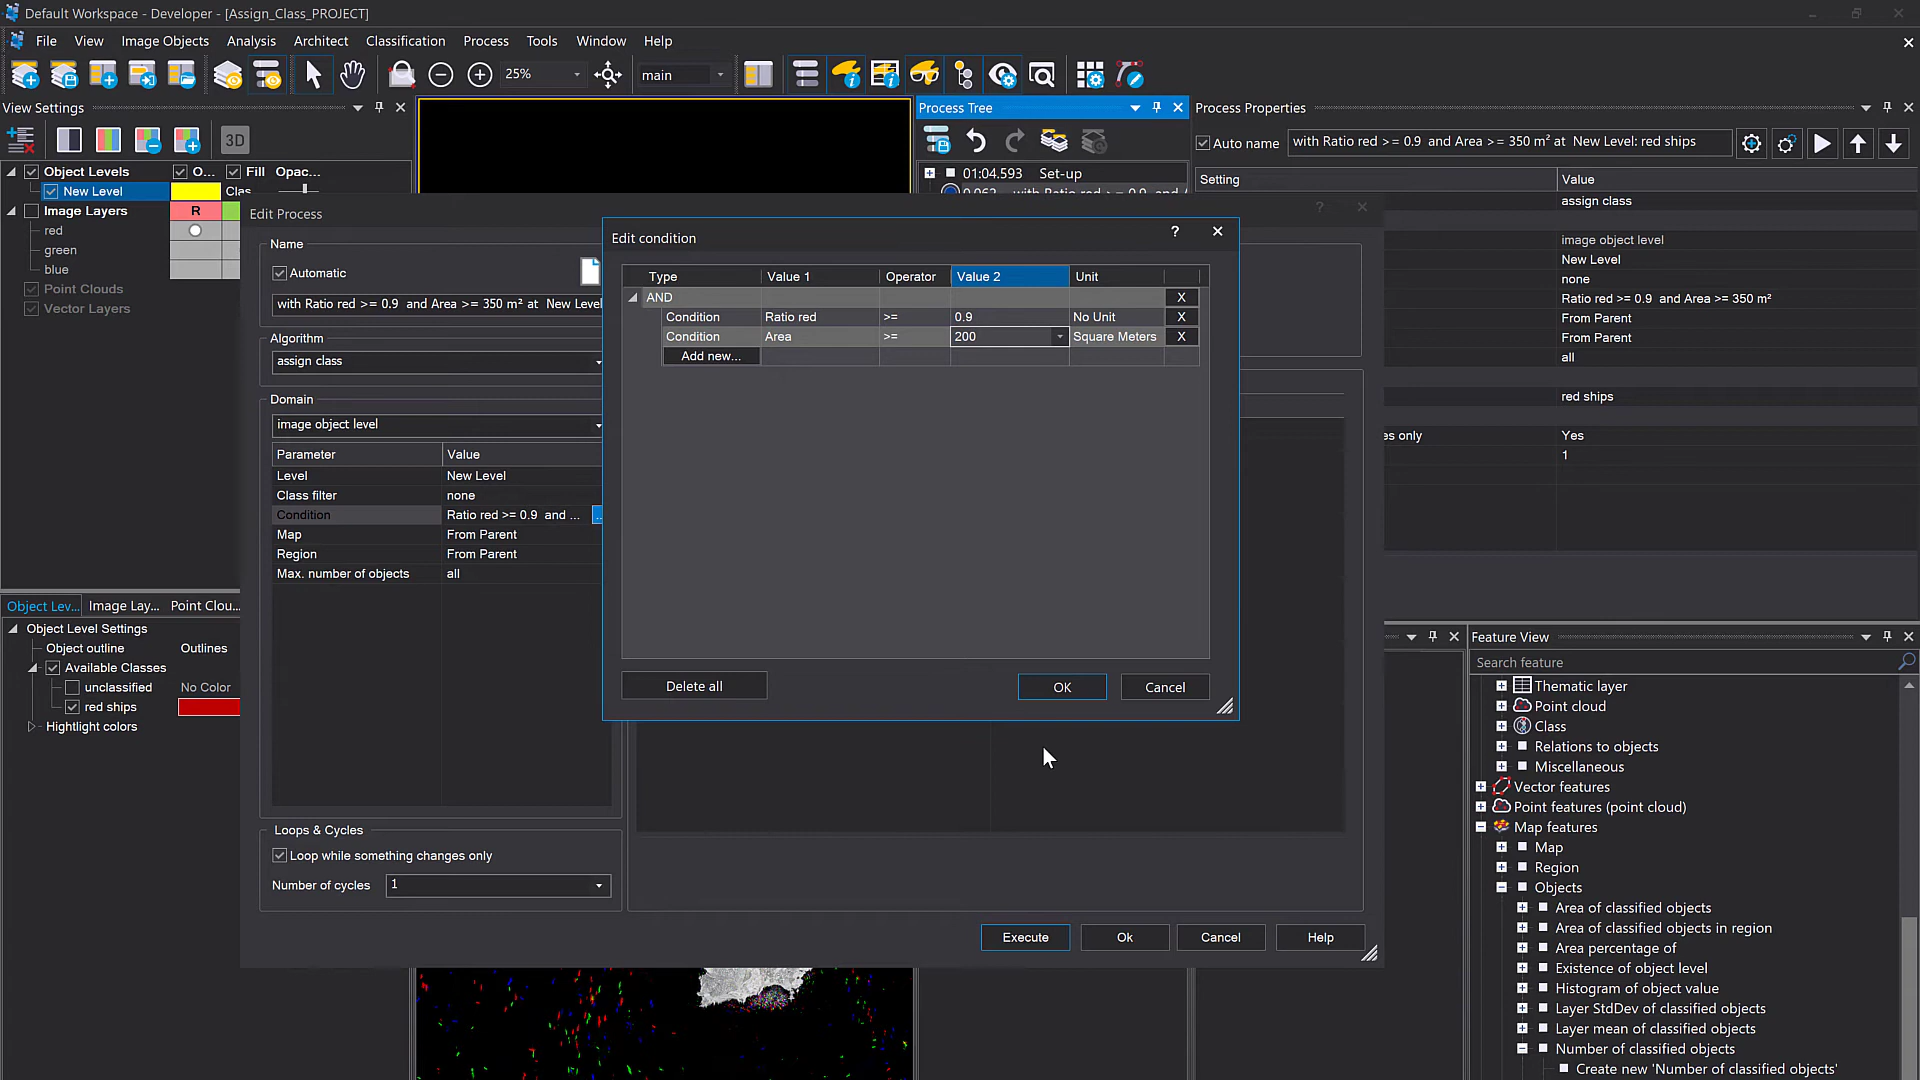 Default Workspace - Developer - [Assign_Class_PROJECT]
File View Image Objects Analysis Architect Classification Process Tools Window Help
25% main
View Settings
3D
Object Levels O... Fill Opac...
New Level Clas
Image Layers R
red
green
blue
Point Clouds
Vector Layers
Object Lev... Image Lay... Point Clou...
Object Level Settings
Object outline Outlines
Available Classes
unclassified No Color
red ships
Highlight colors
Process Tree
01:04.593 Set-up
Process Properties
Auto name with Ratio red >= 0.9 and Area >= 350 m² at New Level: red ships
Setting Value
assign class
image object level
New Level
none
Ratio red >= 0.9 and Area >= 350 m²
From Parent
From Parent
all
red ships
es only Yes
1
Edit Process
Name
Automatic
with Ratio red >= 0.9 and Area >= 350 m² at New Level
Algorithm
assign class
Domain
image object level
Parameter Value
Level New Level
Class filter none
Condition Ratio red >= 0.9 and ...
Map From Parent
Region From Parent
Max. number of objects all
Loops & Cycles
Loop while something changes only
Number of cycles 1
Execute Ok Cancel Help
Edit condition
Type Value 1 Operator Value 2 Unit
AND X
Condition Ratio red >= 0.9 No Unit X
Condition Area >= 200 Square Meters X
Add new...
Delete all OK Cancel
Feature View
Search feature
Thematic layer
Point cloud
Class
Relations to objects
Miscellaneous
Vector features
Point features (point cloud)
Map features
Map
Region
Objects
Area of classified objects
Area of classified objects in region
Area percentage of
Existence of object level
Histogram of object value
Layer StdDev of classified objects
Layer mean of classified objects
Number of classified objects
Create new 'Number of classified objects'